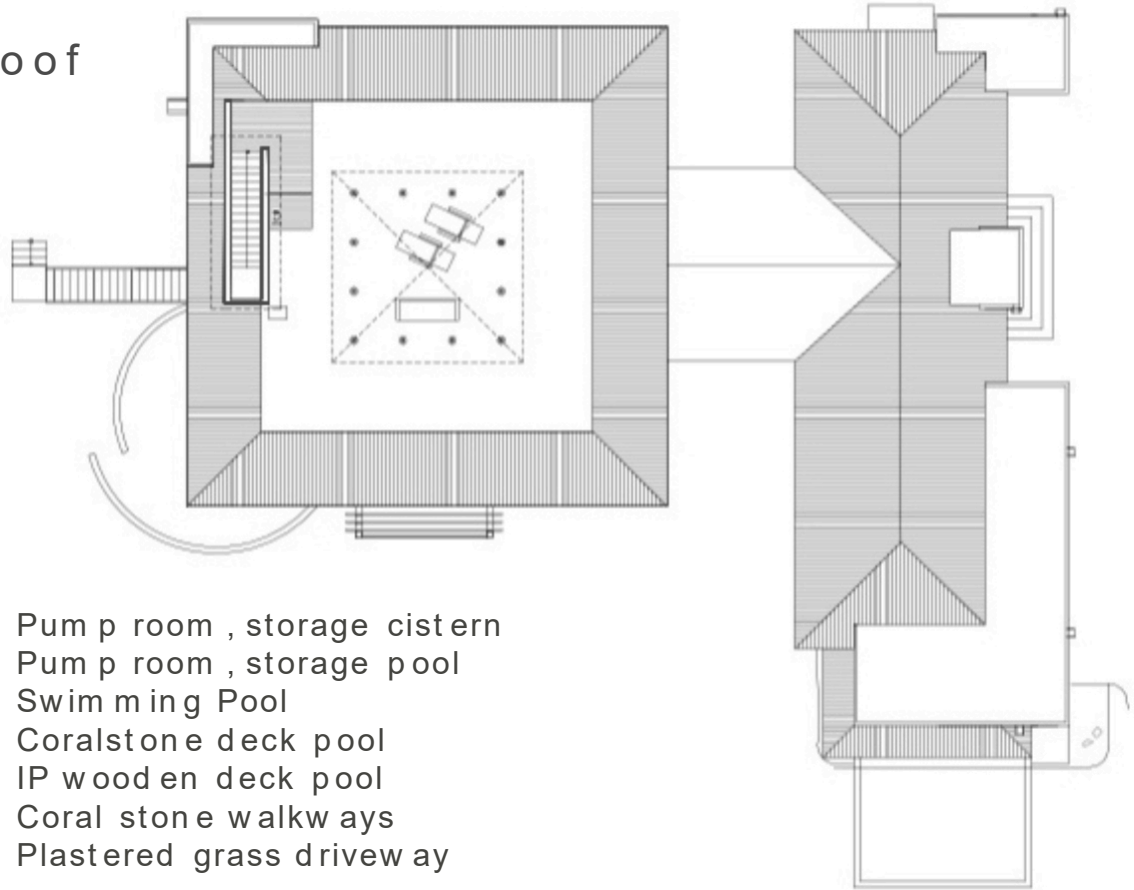 oof
Pump room, storage cistern
Pump room, storage pool
Swimming Pool
Coralstone deck pool
IP wooden deck pool
Coral stone walkways
Plastered grass driveway